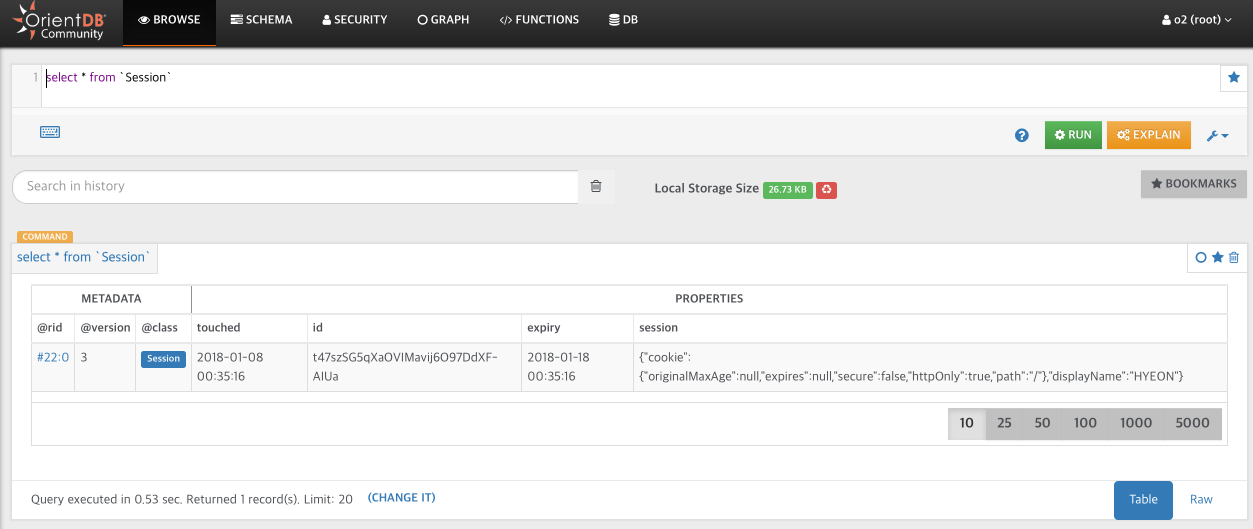 OrientDB®
Community
BROWSE
SCHEMA
SECURITY
GRAPH
</> FUNCTIONS
DB
o2 (root)
1 select * from `Session`
RUN
EXPLAIN
Search in history
Local Storage Size 26.73 KB
BOOKMARKS
COMMAND
select * from `Session`
METADATA PROPERTIES
@rid @version @class touched id expiry session
#22:0 3 Session 2018-01-08 t47szSG5qXaOVIMavij6O97DdXF- 2018-01-18 {"cookie":
00:35:16 AIUa 00:35:16 {"originalMaxAge":null,"expires":null,"secure":false,"httpOnly":true,"path":"/"},"displayName":"HYEON"}
10 25 50 100 1000 5000
Query executed in 0.53 sec. Returned 1 record(s). Limit: 20 (CHANGE IT)
Table Raw